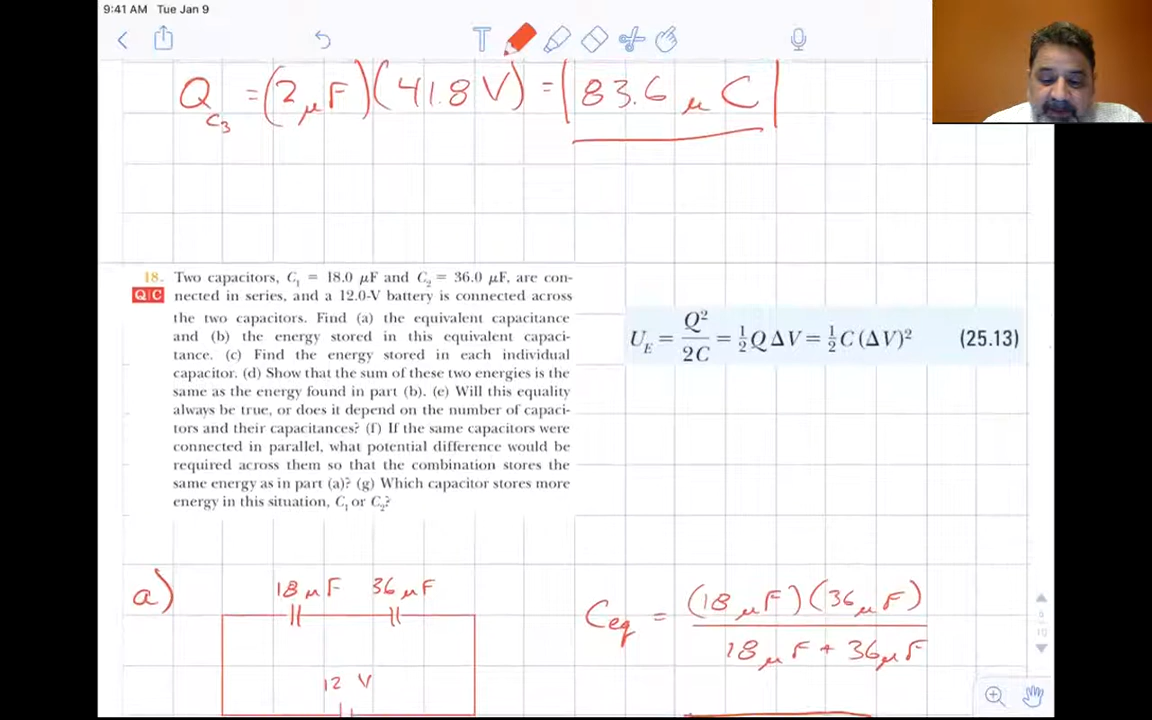 9:41 AM Tue Jan 9
T
Q_C3 = (2 μF)(41.8 V) = |83.6 μC|
18. Two capacitors, C₁ = 18.0 μF and C₂ = 36.0 μF, are con-
Q|C nected in series, and a 12.0-V battery is connected across
the two capacitors. Find (a) the equivalent capacitance
and (b) the energy stored in this equivalent capaci-
tance. (c) Find the energy stored in each individual
capacitor. (d) Show that the sum of these two energies is the
same as the energy found in part (b). (e) Will this equality
always be true, or does it depend on the number of capaci-
tors and their capacitances? (f) If the same capacitors were
connected in parallel, what potential difference would be
required across them so that the combination stores the
same energy as in part (a)? (g) Which capacitor stores more
energy in this situation, C₁ or C₂?
U_E = Q²/2C = ½QΔV = ½C(ΔV)² (25.13)
a)
18 μF 36 μF
12 V
Ceq = (18 μF)(36 μF)
18 μF + 36 μF